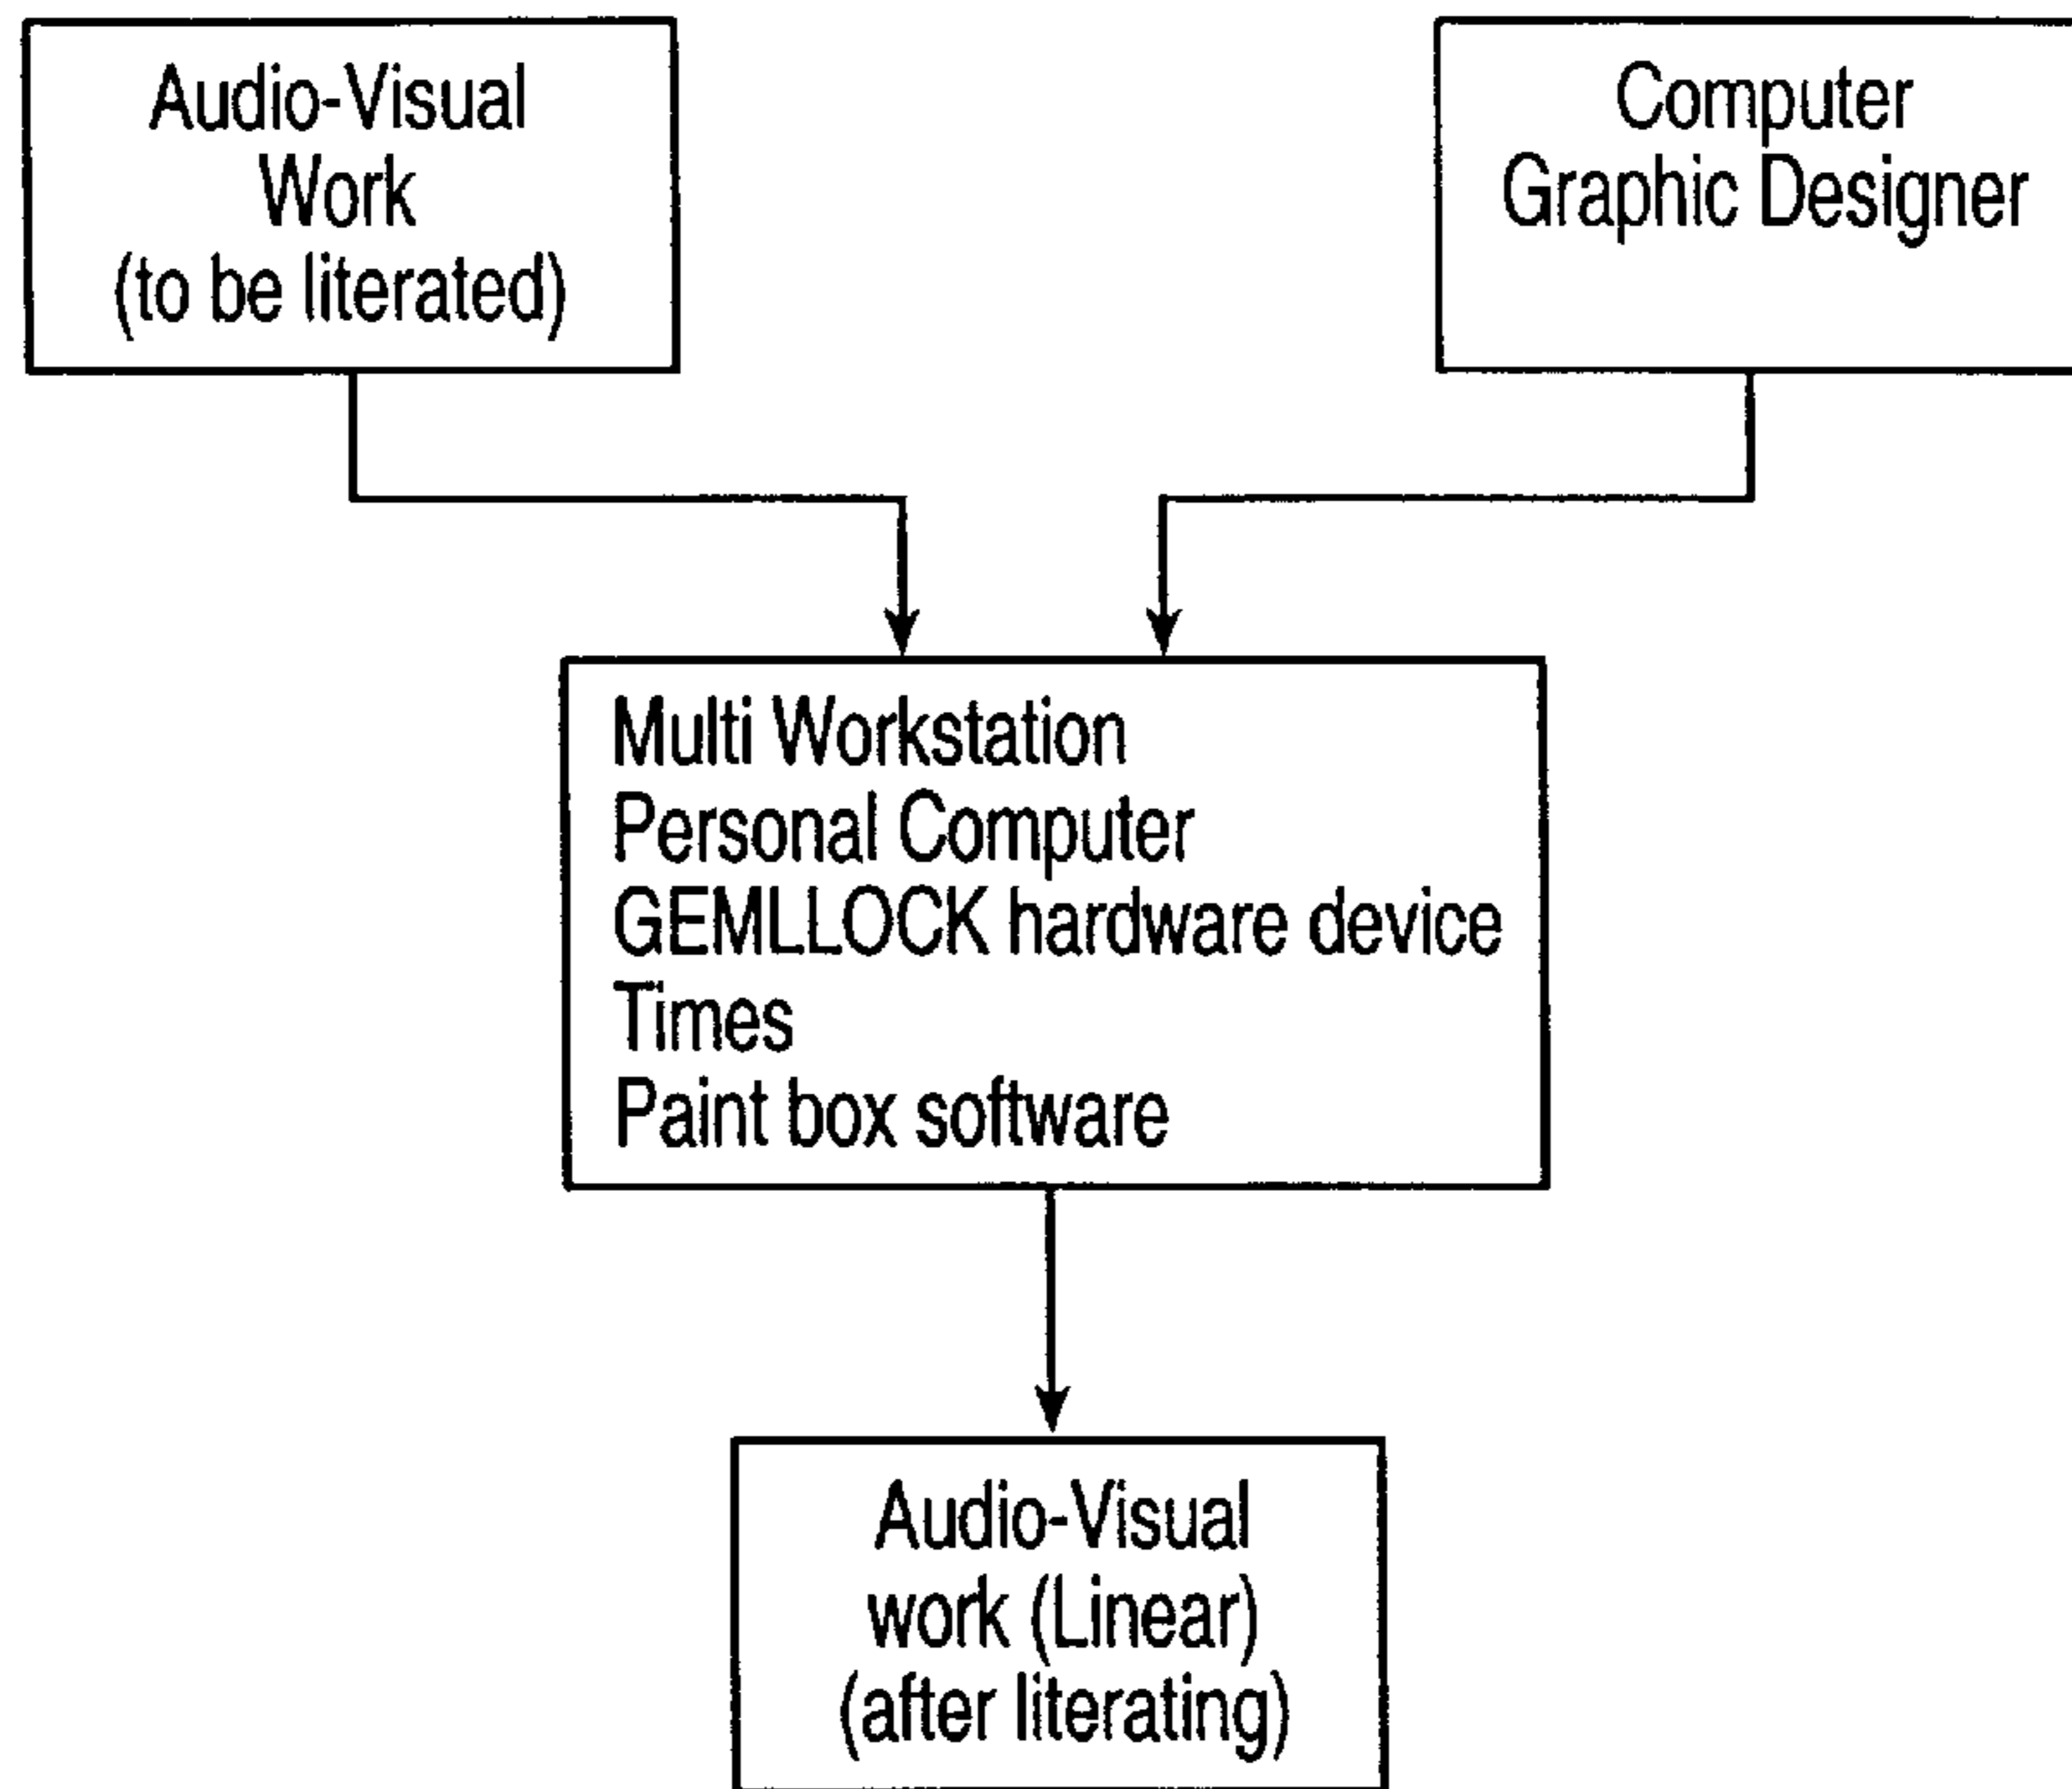 Audio-Visual
Work
(to be literated)
Computer
Graphic Designer
Multi Workstation
Personal Computer
GEMLLOCK hardware device
Times
Paint box software
Audio-Visual
work (Linear)
(after literating)